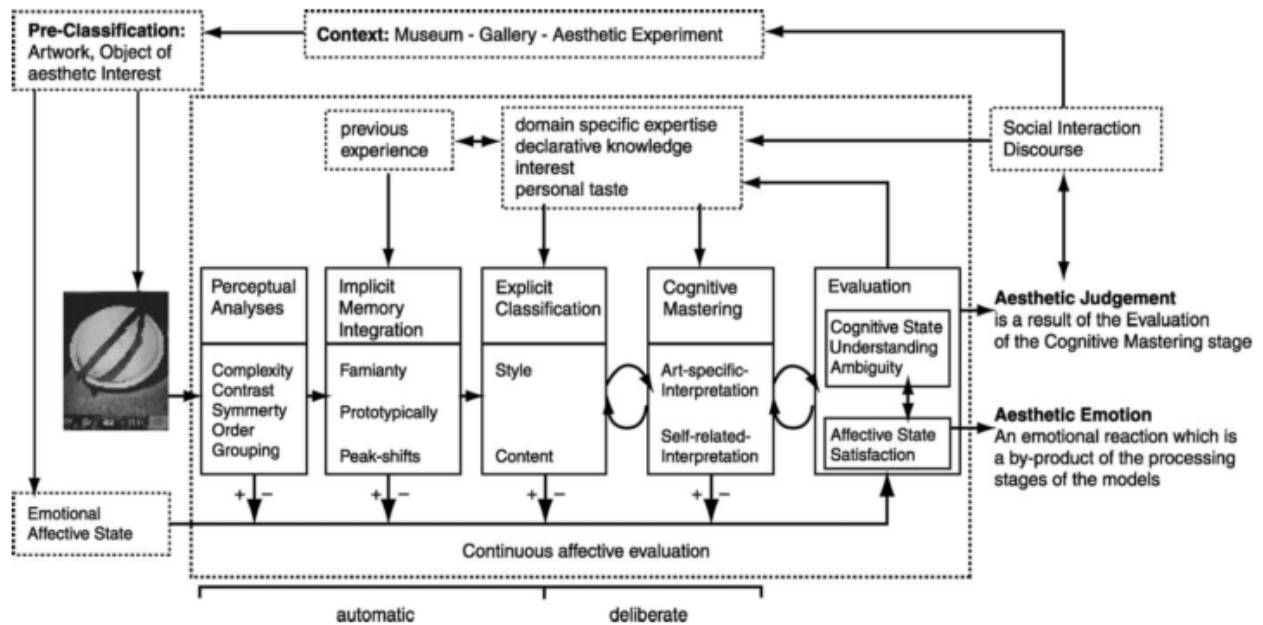 Pre-Classification:
Artwork, Object of
aesthetc Interest
Context: Museum - Gallery - Aesthetic Experiment
previous
experience
domain specific expertise
declarative knowledge
interest
personal taste
Social Interaction
Discourse
Perceptual
Analyses
Complexity
Contrast
Symmerty
Order
Grouping
Implicit
Memory
Integration
Famianty
Prototypically
Peak-shifts
Explicit
Classification
Style
Content
Cognitive
Mastering
Art-specific-
Interpretation
Self-related-
Interpretation
Evaluation
Cognitive State
Understanding
Ambiguity
Affective State
Satisfaction
Aesthetic Judgement
is a result of the Evaluation
of the Cognitive Mastering stage
Aesthetic Emotion
An emotional reaction which is
a by-product of the processing
stages of the models
+ −
+ −
+ −
+ −
Emotional
Affective State
Continuous affective evaluation
automatic
deliberate